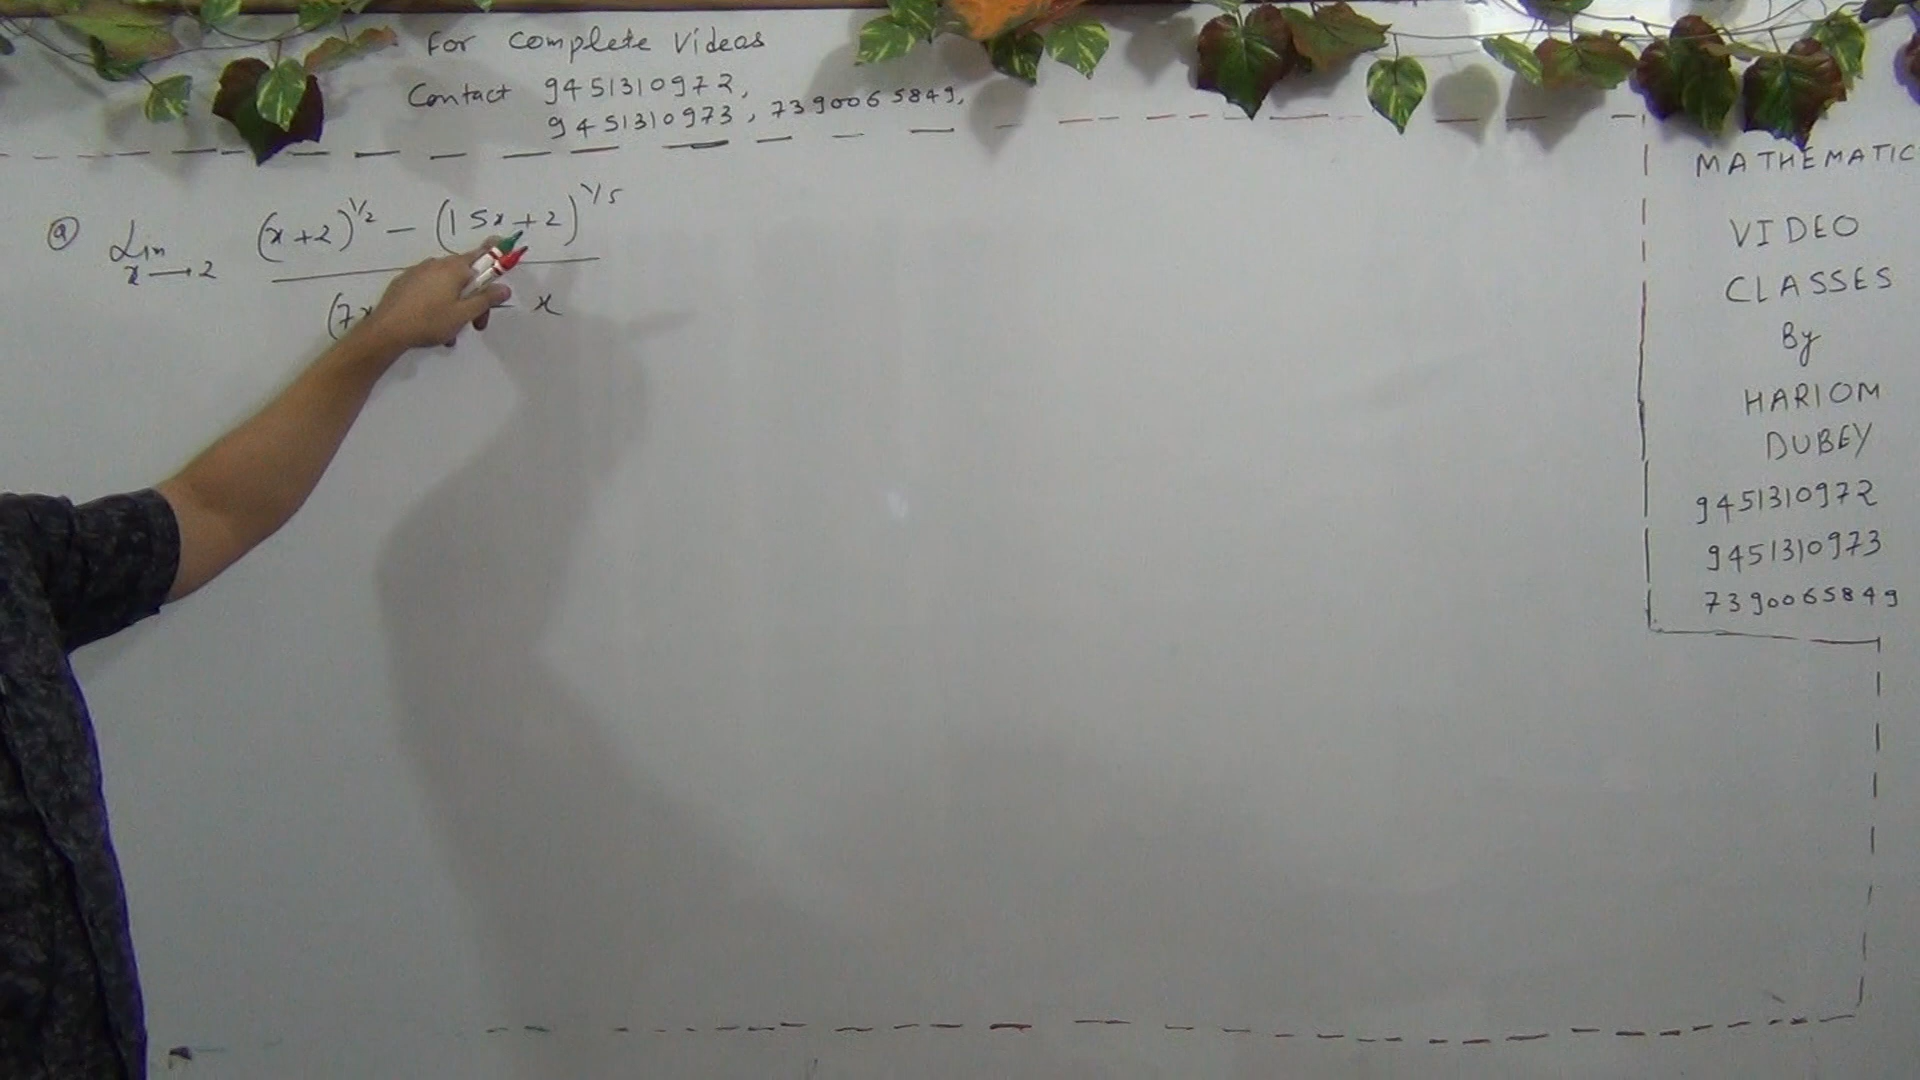 For Complete Videos
Contact 9451310972,
9451310973, 7390065849,
Q Lim x→2
(x+2)^1/2 − (15x+2)^1/5
(7x − x
MATHEMATIC
VIDEO
CLASSES
By
HARIOM
DUBEY
9451310972
9451310973
7390065849